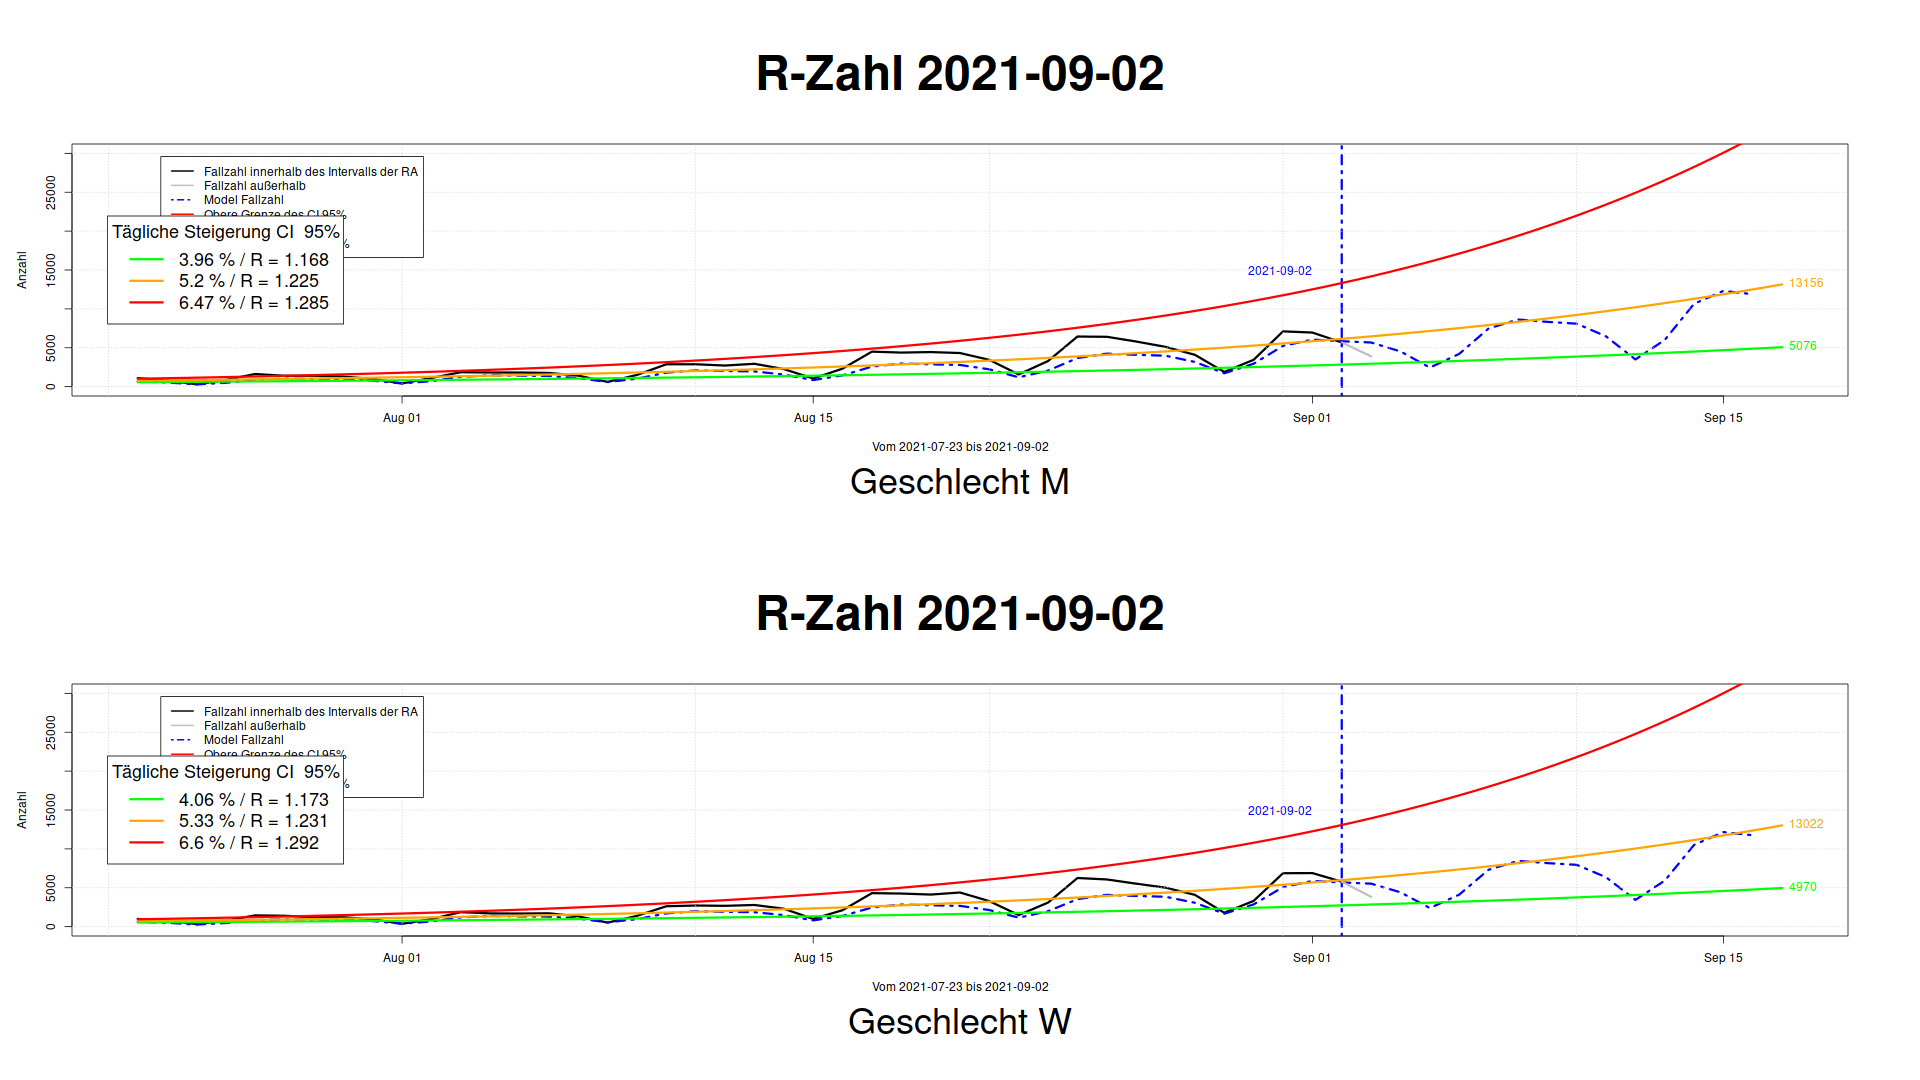 R-Zahl 2021-09-02
Fallzahl innerhalb des Intervalls der RA
Fallzahl außerhalb
Model Fallzahl
Obere Grenze des CI 95%
%
Tägliche Steigerung CI 95%
3.96 % / R = 1.168
5.2 % / R = 1.225
6.47 % / R = 1.285
Anzahl
25000
15000
5000
0
2021-09-02
13156
5076
Aug 01 Aug 15 Sep 01 Sep 15
Vom 2021-07-23 bis 2021-09-02
Geschlecht M
R-Zahl 2021-09-02
Fallzahl innerhalb des Intervalls der RA
Fallzahl außerhalb
Model Fallzahl
Obere Grenze des CI 95%
%
Tägliche Steigerung CI 95%
4.06 % / R = 1.173
5.33 % / R = 1.231
6.6 % / R = 1.292
Anzahl
25000
15000
5000
0
2021-09-02
13022
4970
Aug 01 Aug 15 Sep 01 Sep 15
Vom 2021-07-23 bis 2021-09-02
Geschlecht W